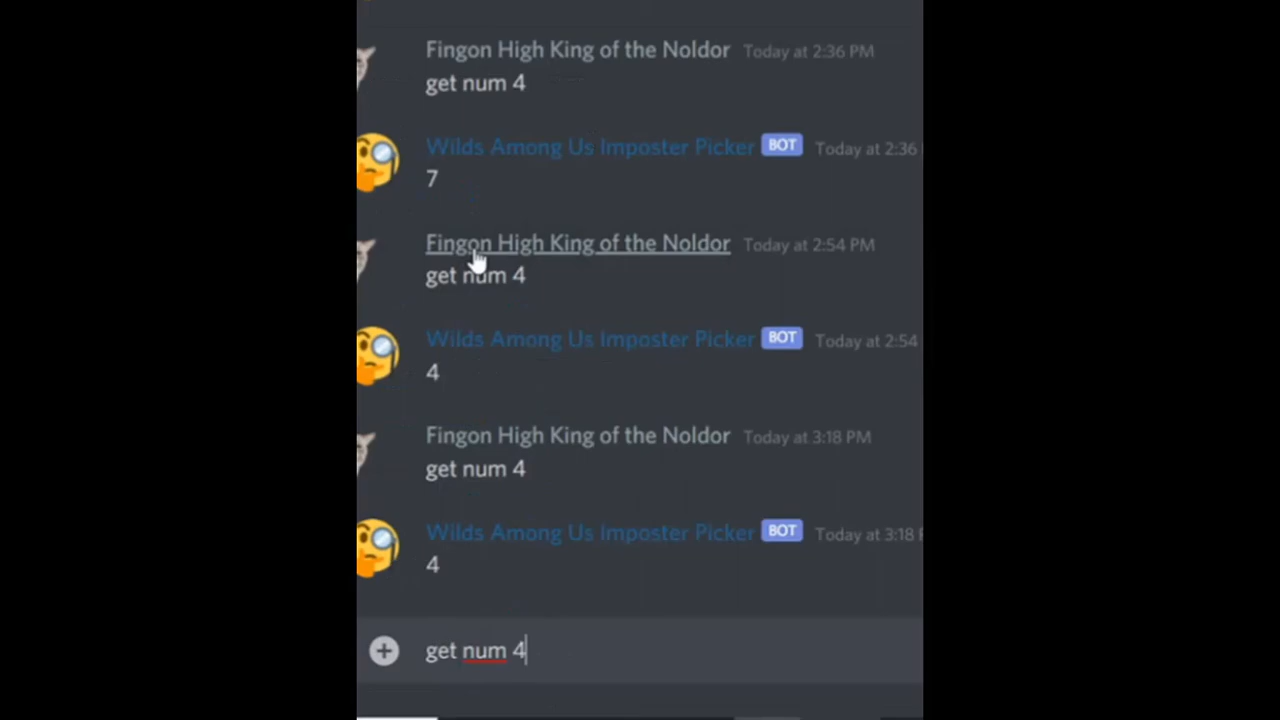 Fingon High King of the Noldor Today at 2:36 PM
get num 4
Wilds Among Us Imposter Picker BOT Today at 2:36
7
Fingon High King of the Noldor Today at 2:54 PM
get num 4
Wilds Among Us Imposter Picker BOT Today at 2:54
4
Fingon High King of the Noldor Today at 3:18 PM
get num 4
Wilds Among Us Imposter Picker BOT Today at 3:18
4
get num 4